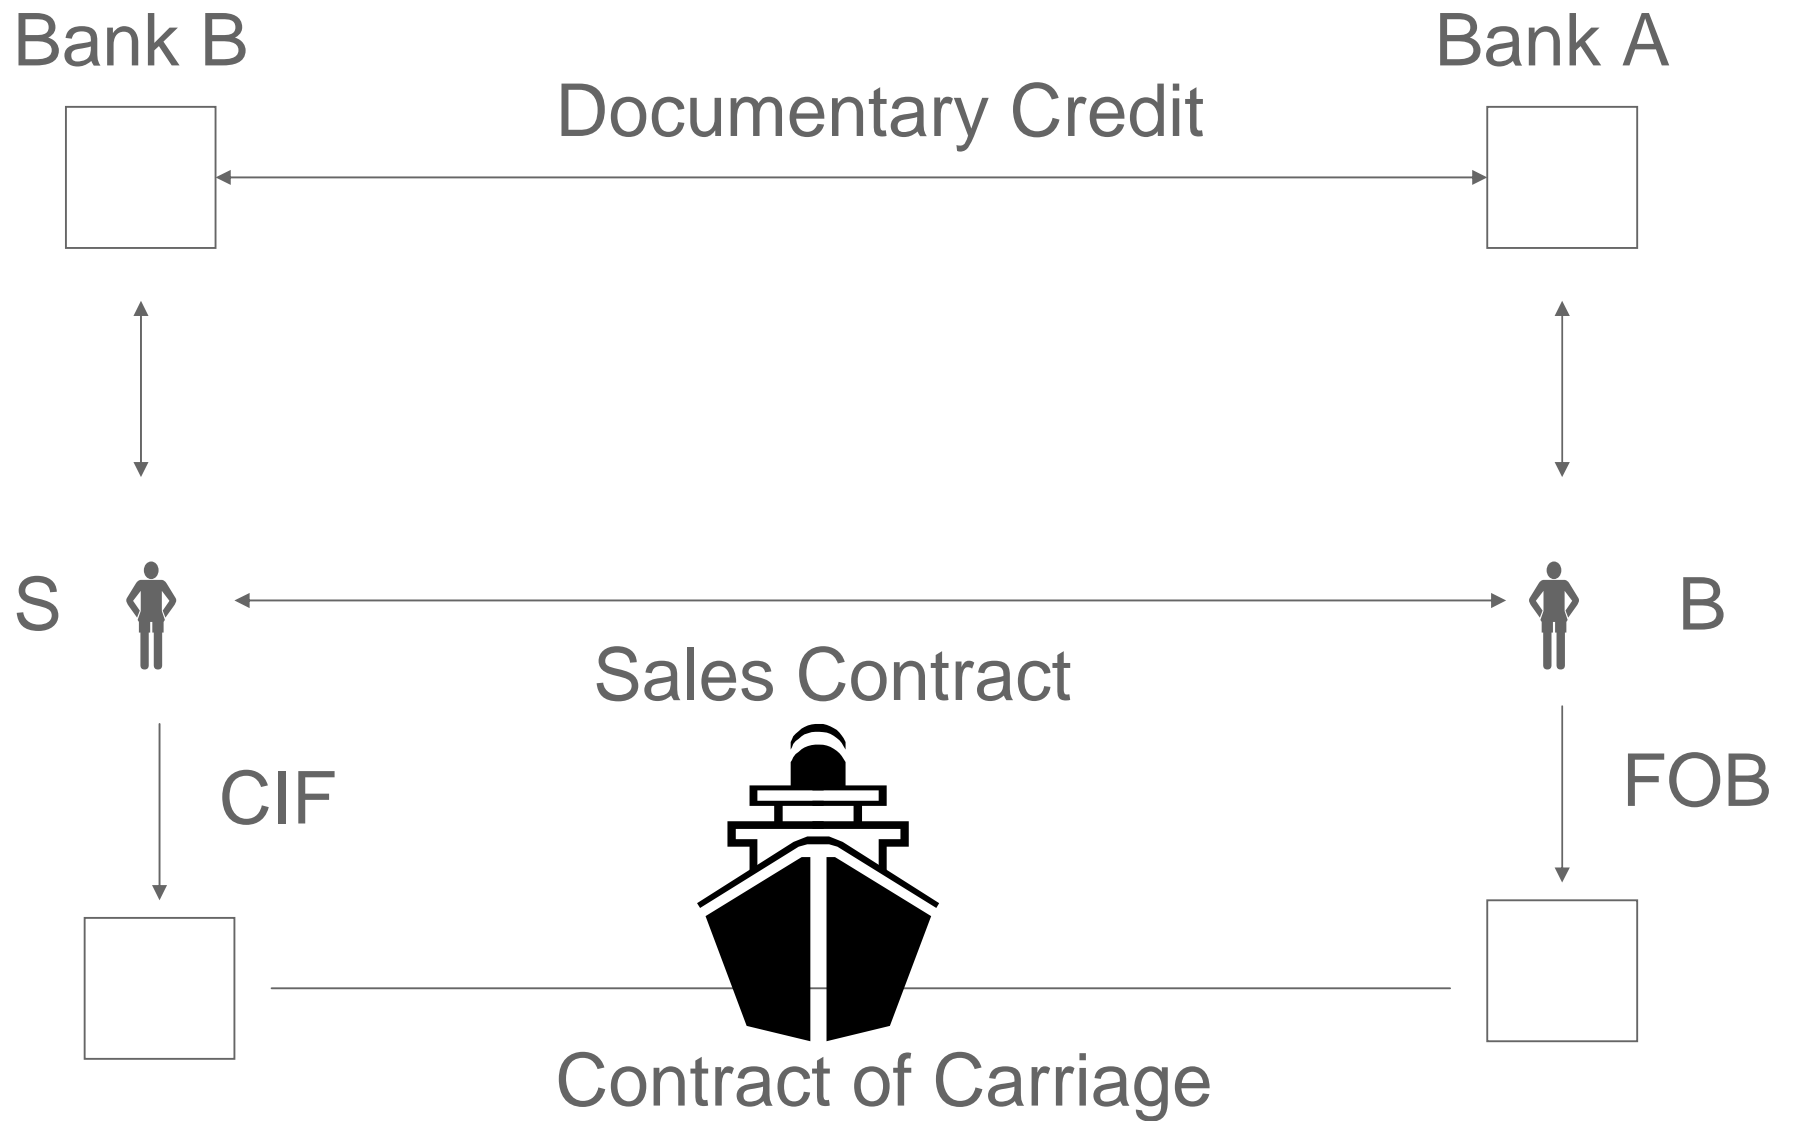 Bank B
Bank A
Documentary Credit
S
B
Sales Contract
CIF
FOB
Contract of Carriage